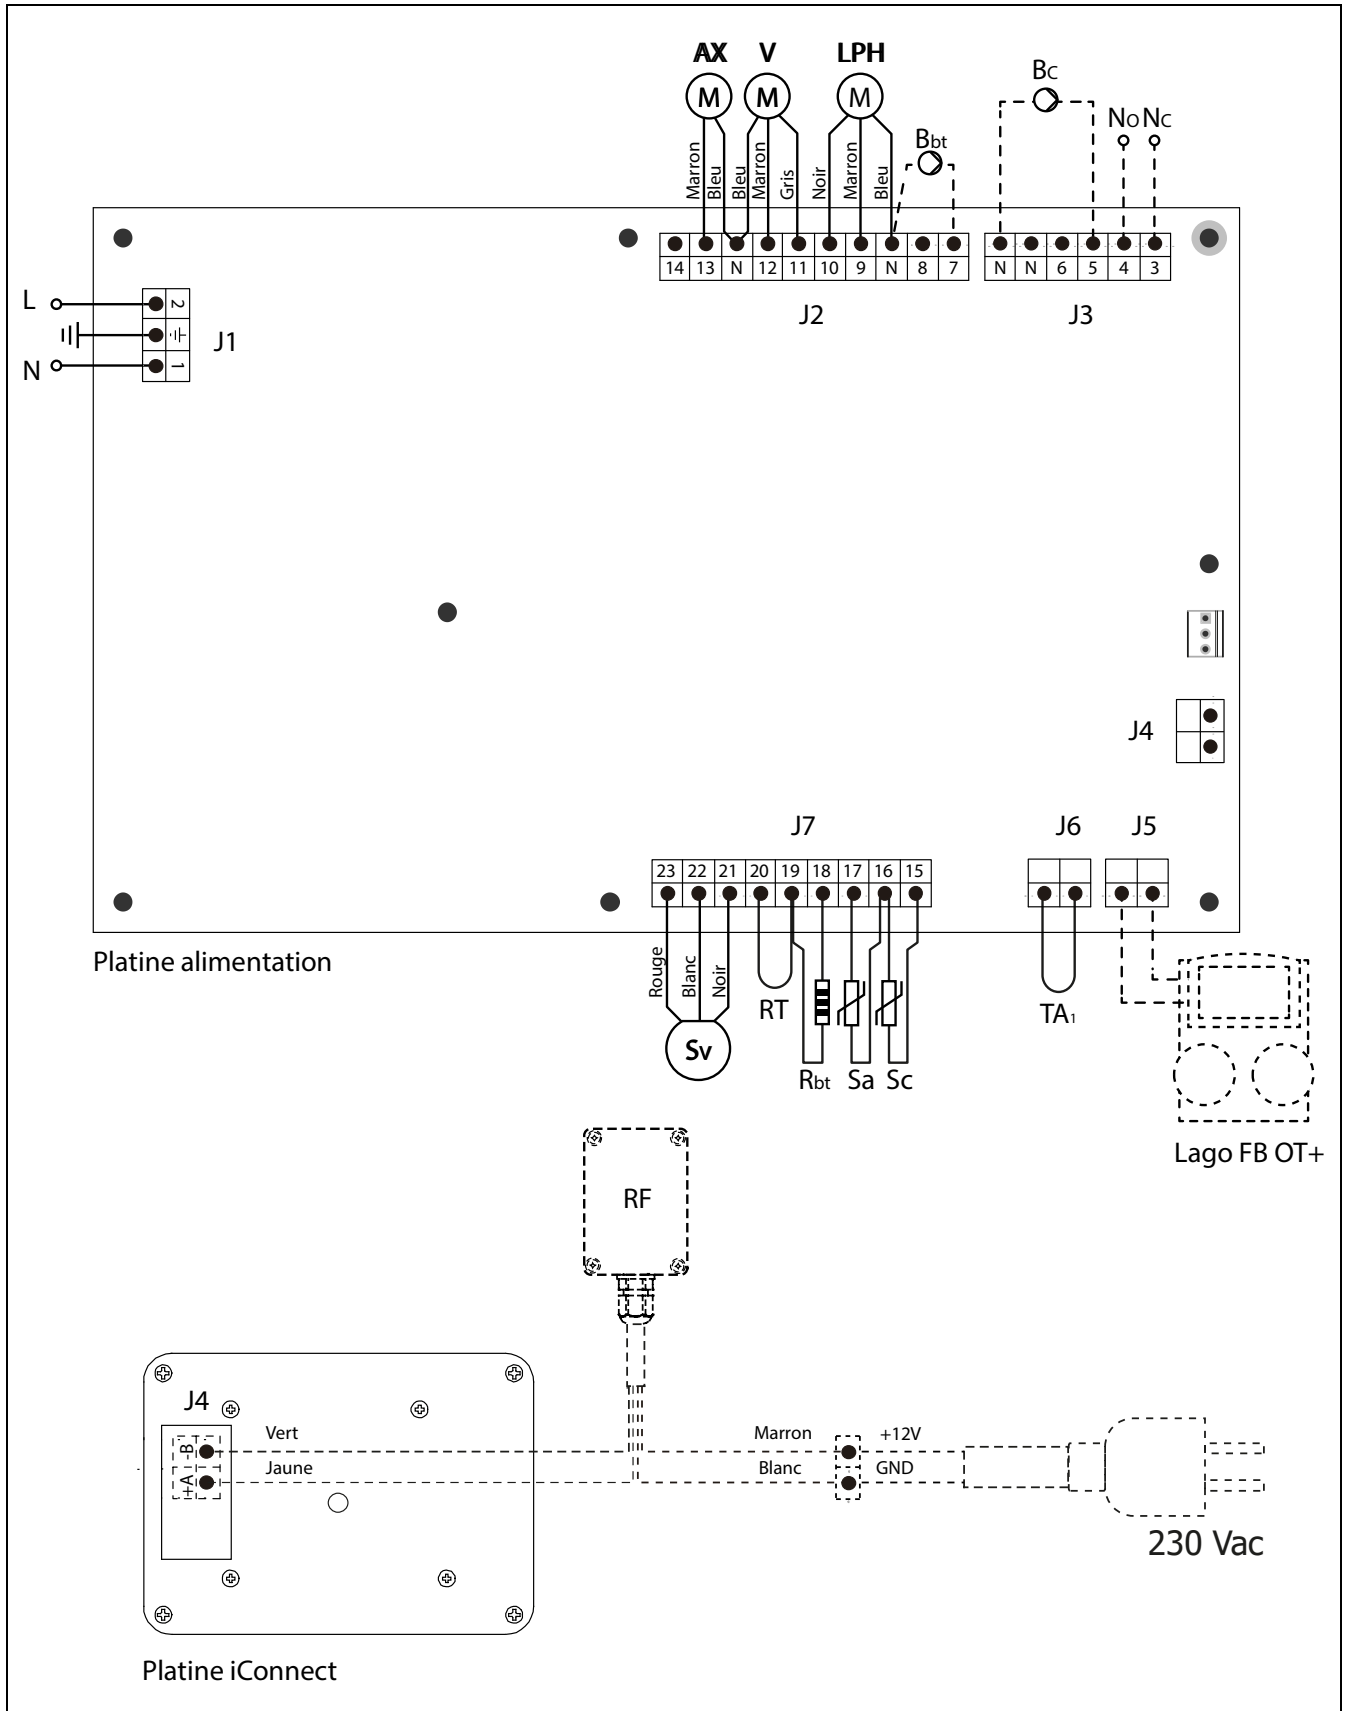 AX V LPH
M M M
Bc
No Nc
Bbt
Marron Bleu Bleu Marron Gris Noir Marron Bleu
14 13 N 12 11 10 9 N 8 7
N N 6 5 4 3
J2 J3
L 2
J1
N 1
J4
J7 J6 J5
23 22 21 20 19 18 17 16 15
Platine alimentation
Rouge Blanc Noir
RT
TA1
Sv
Rbt Sa Sc
Lago FB OT+
RF
J4
-B Vert Marron +12V
+A Jaune Blanc GND
230 Vac
Platine iConnect